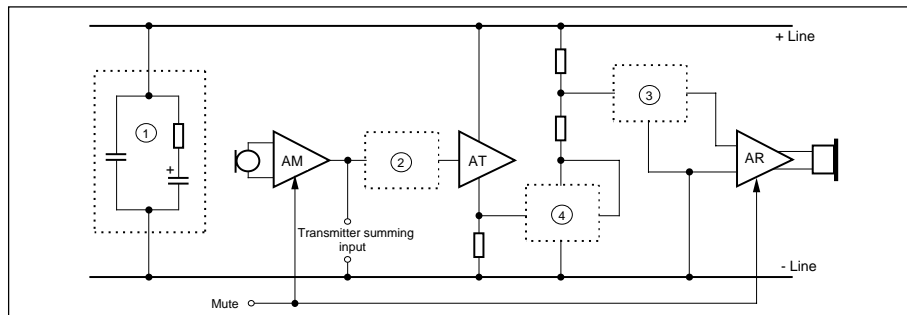 + Line
1
AM
2
AT
3
AR
4
+
Transmitter summing
input
- Line
Mute